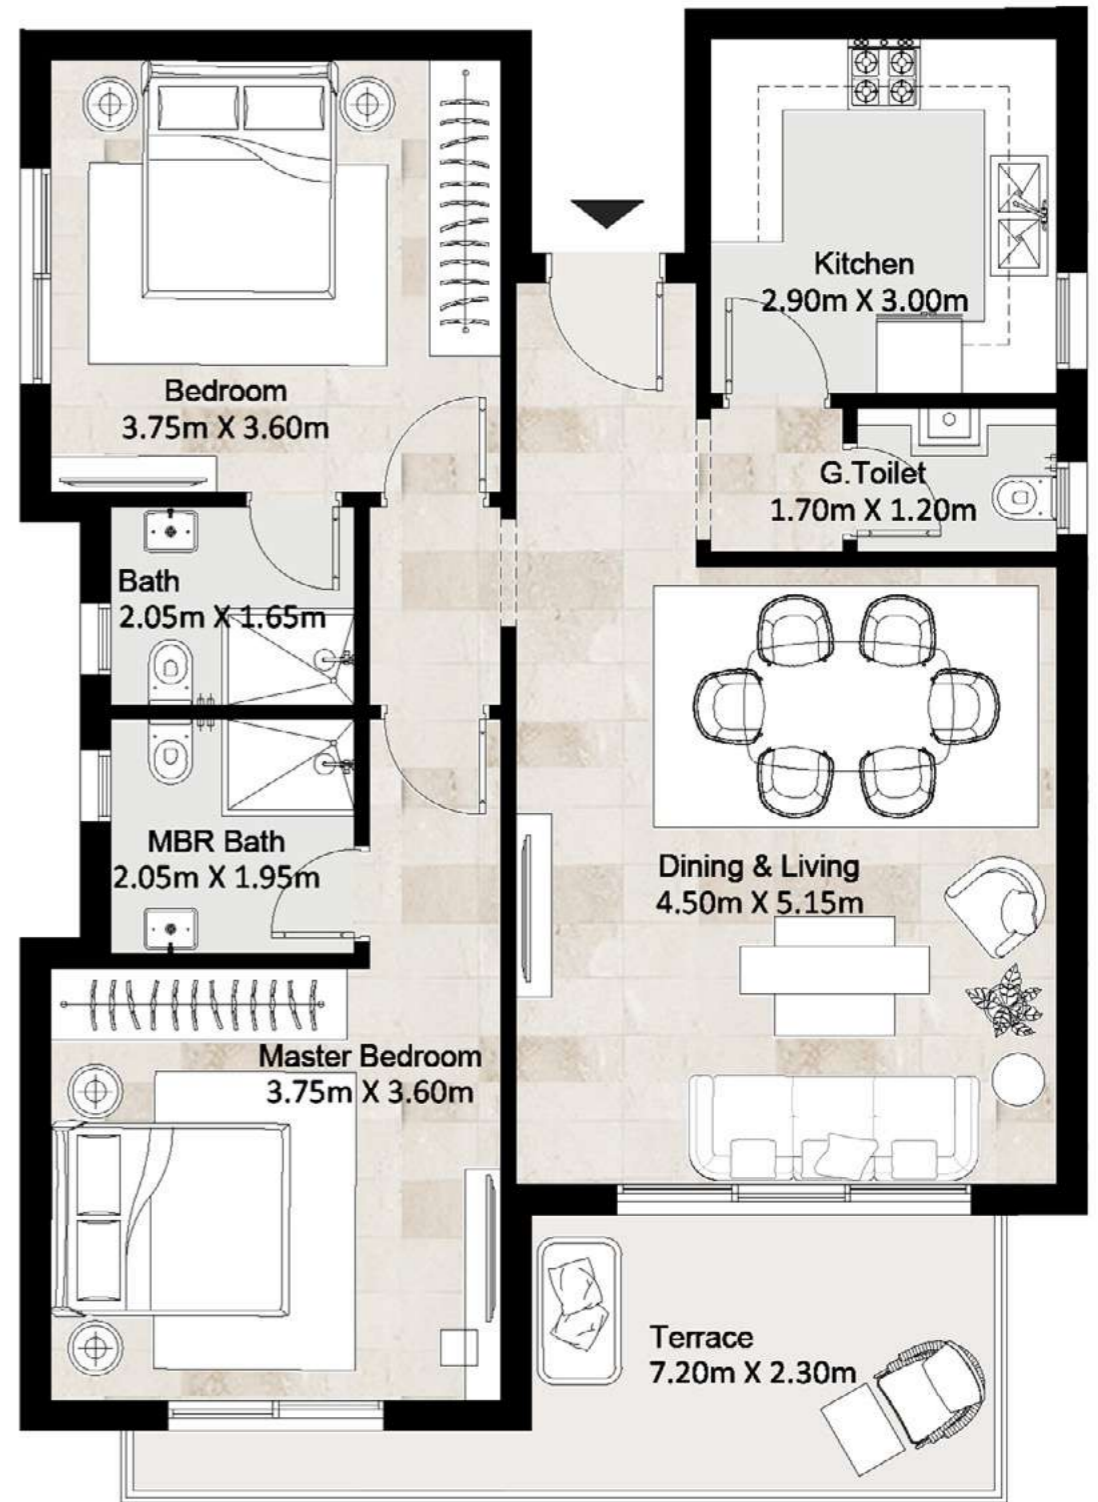 Kitchen
2.90m X 3.00m
Bedroom
3.75m X 3.60m
G.Toilet
1.70m X 1.20m
Bath
2.05m X 1.65m
MBR Bath
2.05m X 1.95m
Dining & Living
4.50m X 5.15m
Master Bedroom
3.75m X 3.60m
Terrace
7.20m X 2.30m